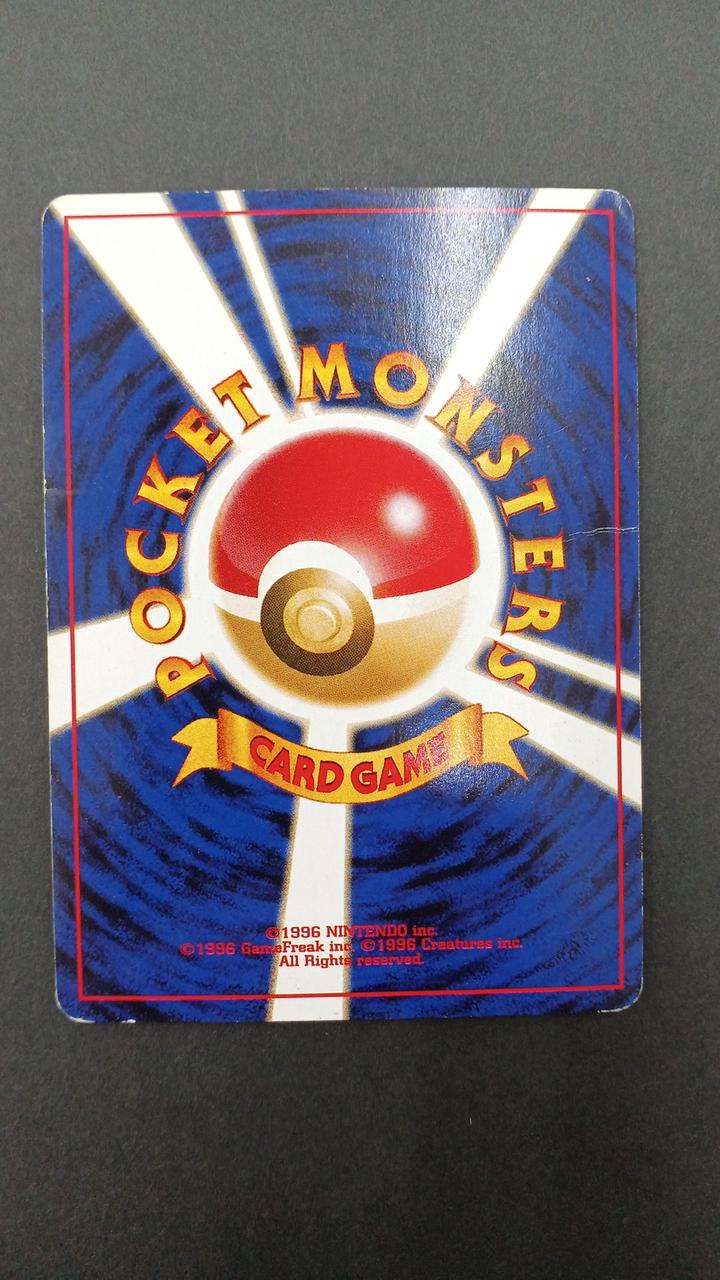 POCKET MONSTERS
CARD GAME
©1996 NINTENDO inc.
©1996 GameFreak inc. ©1996 Creatures inc.
All Rights reserved.